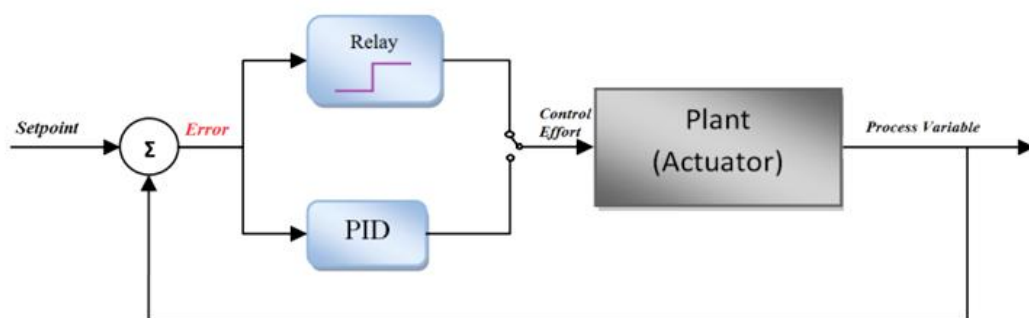 Relay
Setpoint
Σ
Error
Control
Effort
Plant
(Actuator)
Process Variable
PID